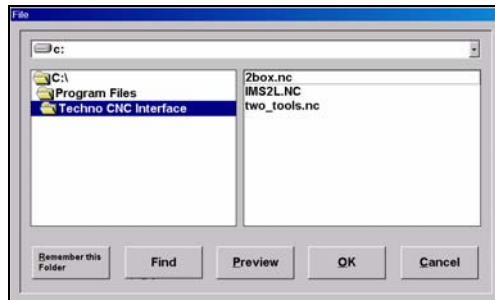 File
c:
C:\
Program Files
Techno CNC Interface
2box.nc
IMS2L.NC
two_tools.nc
Remember this
Folder
Find
Preview
OK
Cancel